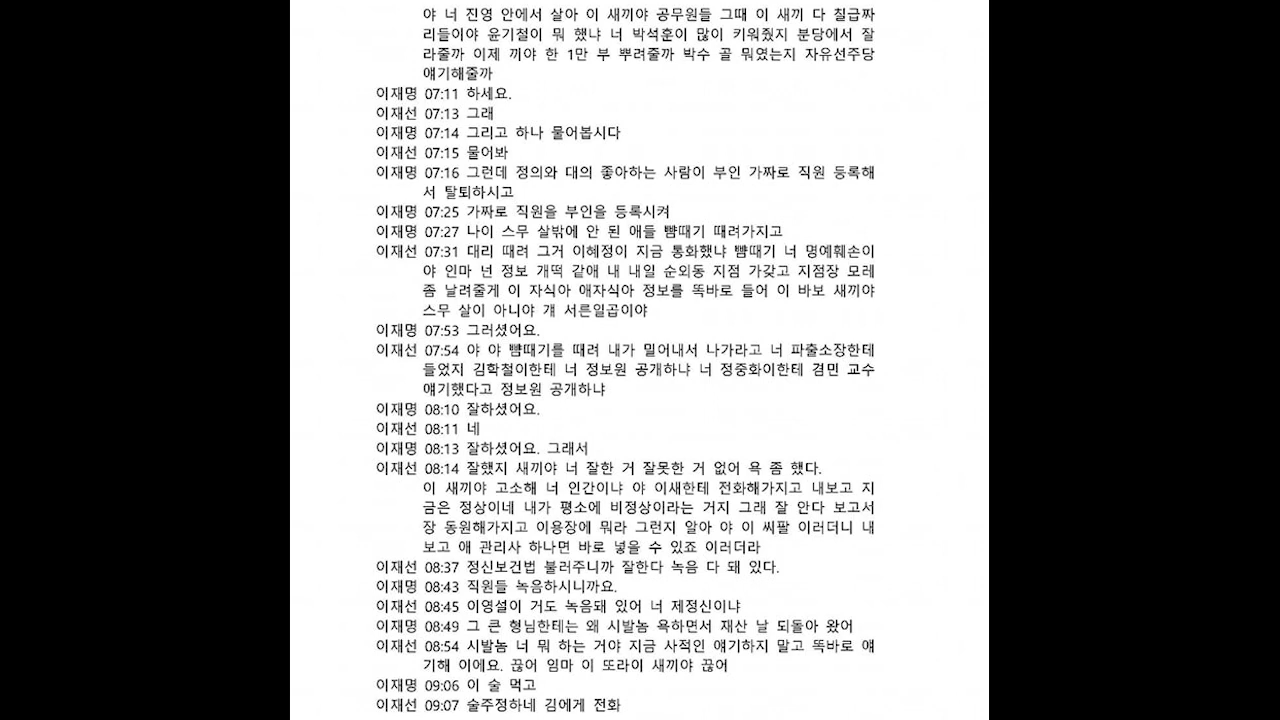 야 너 진영 안에서 살아 이 새끼야 공무원들 그때 이 새끼 다 칠급짜
리들이야 윤기철이 뭐 했냐 너 박석훈이 많이 키워줬지 분당에서 잘
라줄까 이제 끼야 한 1만 부 뿌려줄까 박수 골 뭐였는지 자유선주당
얘기해줄까
이재명 07:11 하세요.
이재선 07:13 그래
이재명 07:14 그리고 하나 물어봅시다
이재선 07:15 물어봐
이재명 07:16 그런데 정의와 대의 좋아하는 사람이 부인 가짜로 직원 등록해
서 탈퇴하시고
이재명 07:25 가짜로 직원을 부인을 등록시켜
이재명 07:27 나이 스무 살밖에 안 된 애들 뺨때기 때려가지고
이재선 07:31 대리 때려 그거 이혜정이 지금 통화했냐 뺨때기 너 명예훼손이
야 인마 넌 정보 개떡 같애 내 내일 순외동 지점 가갖고 지점장 모레
좀 날려줄게 이 자식아 애자식아 정보를 똑바로 들어 이 바보 새끼야
스무 살이 아니야 걔 서른일곱이야
이재명 07:53 그러셨어요.
이재선 07:54 야 야 뺨때기를 때려 내가 밀어내서 나가라고 너 파출소장한테
들었지 김학철이한테 너 정보원 공개하냐 너 정중화이한테 겸민 교수
얘기했다고 정보원 공개하냐
이재명 08:10 잘하셨어요.
이재선 08:11 네
이재명 08:13 잘하셨어요. 그래서
이재선 08:14 잘했지 새끼야 너 잘한 거 잘못한 거 없어 욕 좀 했다.
이 새끼야 고소해 너 인간이냐 야 이새한테 전화해가지고 내보고 지
금은 정상이네 내가 평소에 비정상이라는 거지 그래 잘 안다 보고서
장 동원해가지고 이용장에 뭐라 그런지 알아 야 이 씨팔 이러더니 내
보고 애 관리사 하나면 바로 넣을 수 있죠 이러더라
이재선 08:37 정신보건법 불러주니까 잘한다 녹음 다 돼 있다.
이재명 08:43 직원들 녹음하시니까요.
이재선 08:45 이영설이 거도 녹음돼 있어 너 제정신이냐
이재명 08:49 그 큰 형님한테는 왜 시발놈 욕하면서 재산 날 되돌아 왔어
이재선 08:54 시발놈 너 뭐 하는 거야 지금 사적인 얘기하지 말고 똑바로 얘
기해 이에요. 끊어 임마 이 또라이 새끼야 끊어
이재명 09:06 이 술 먹고
이재선 09:07 술주정하네 김에게 전화